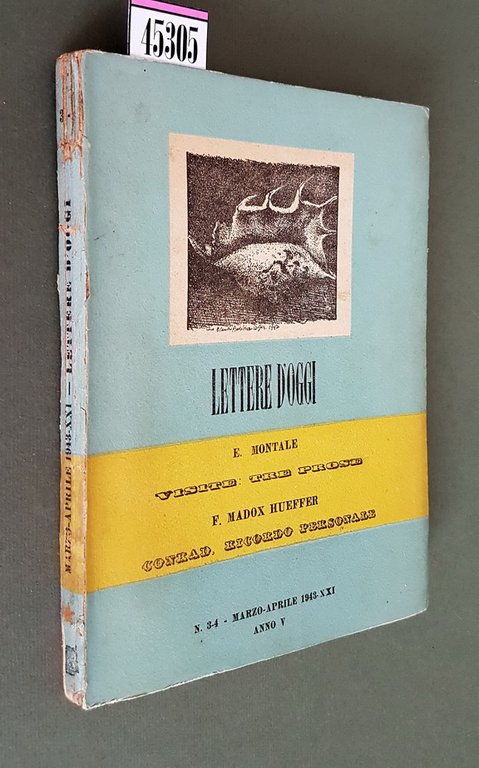 45305
LETTERE D'OGGI
E. MONTALE
VISITE: TRE PROSE
F. MADOX HUEFFER
CONRAD, RICORDO PERSONALE
N. 3-4 - MARZO-APRILE 1943-XXI
ANNO V
MARZO-APRILE 1943-XXI — LETTERE D'OGGI